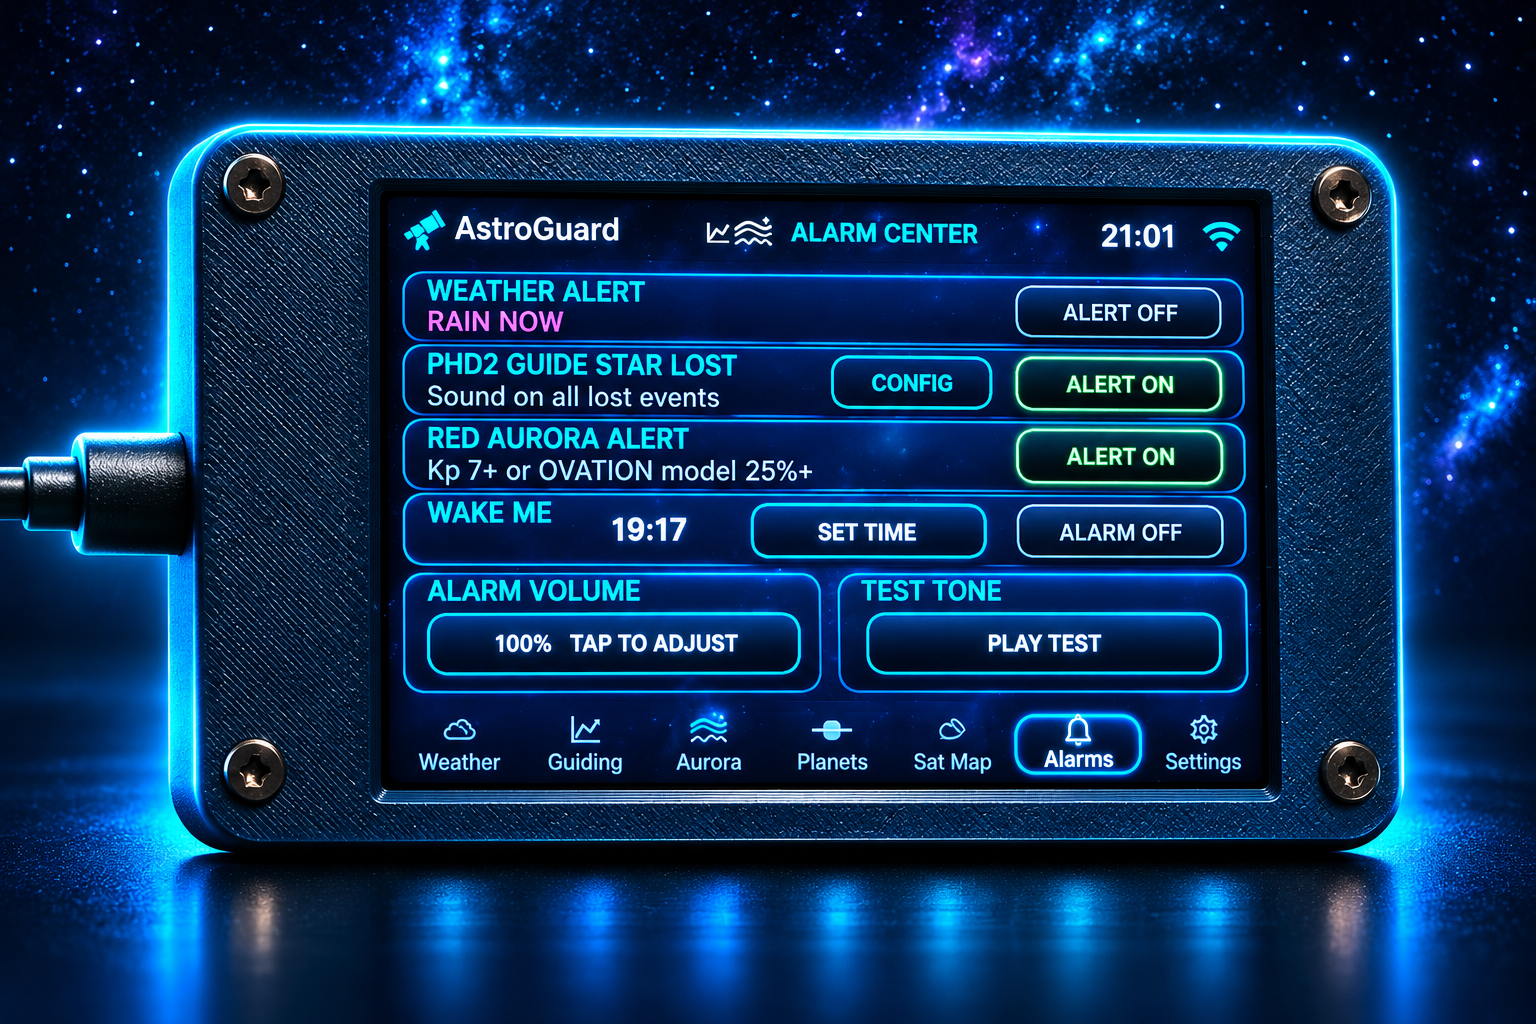 AstroGuard
ALARM CENTER
21:01
WEATHER ALERT
RAIN NOW
ALERT OFF
PHD2 GUIDE STAR LOST
Sound on all lost events
CONFIG
ALERT ON
RED AURORA ALERT
Kp 7+ or OVATION model 25%+
ALERT ON
WAKE ME
19:17
SET TIME
ALARM OFF
ALARM VOLUME
100% TAP TO ADJUST
TEST TONE
PLAY TEST
Weather
Guiding
Aurora
Planets
Sat Map
Alarms
Settings